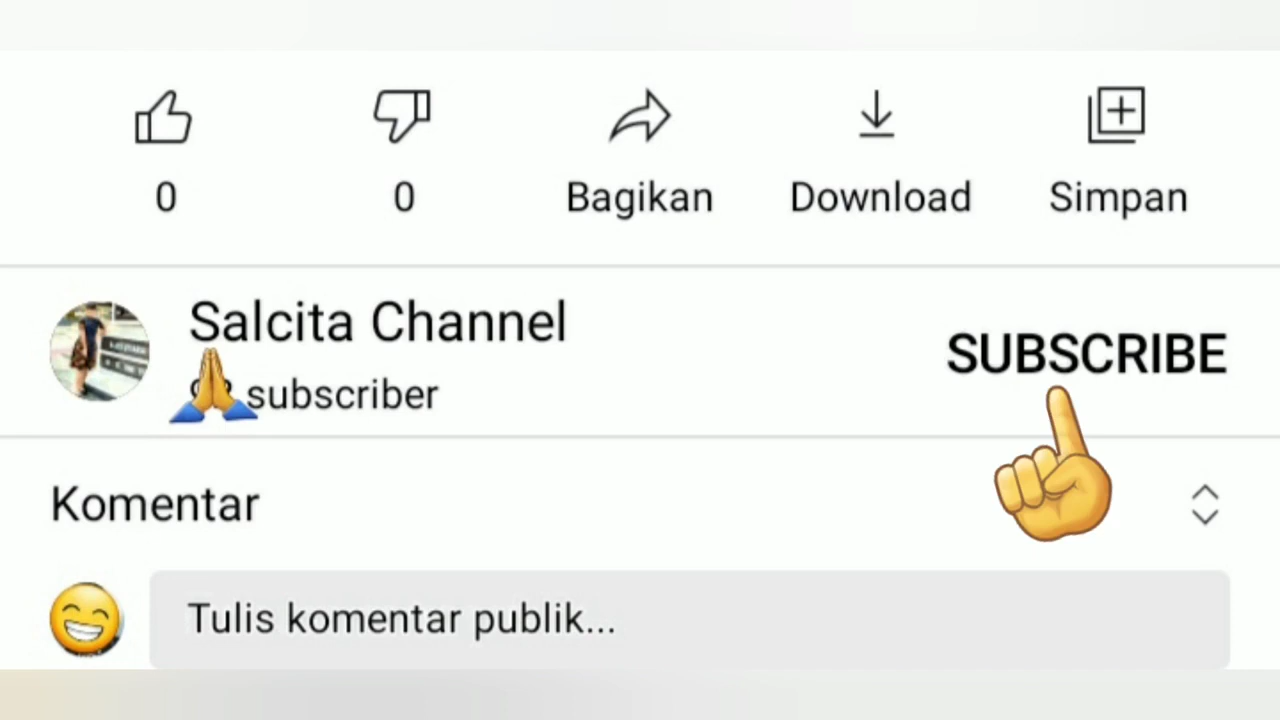 0 0 Bagikan Download Simpan
Salcita Channel
SUBSCRIBE
subscriber
Komentar
Tulis komentar publik...